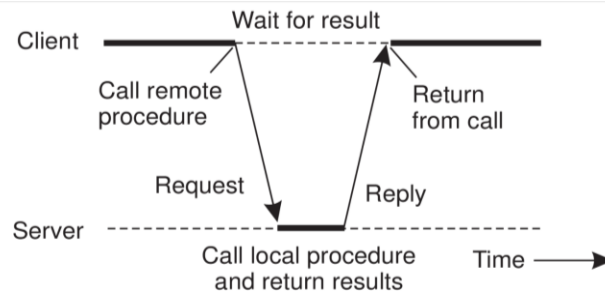 Wait for result
Client
Call remote
procedure
Return
from call
Request
Reply
Server
Call local procedure
and return results
Time